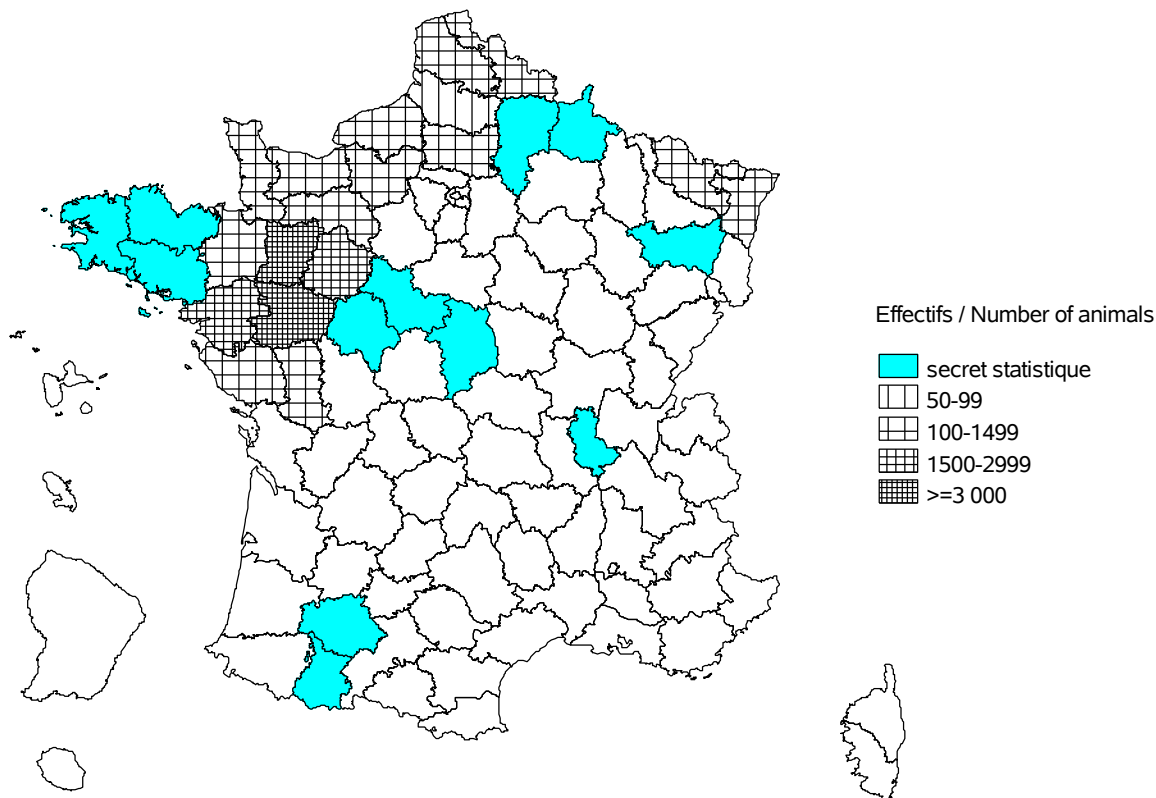 Effectifs / Number of animals
secret statistique
50-99
100-1499
1500-2999
>=3 000